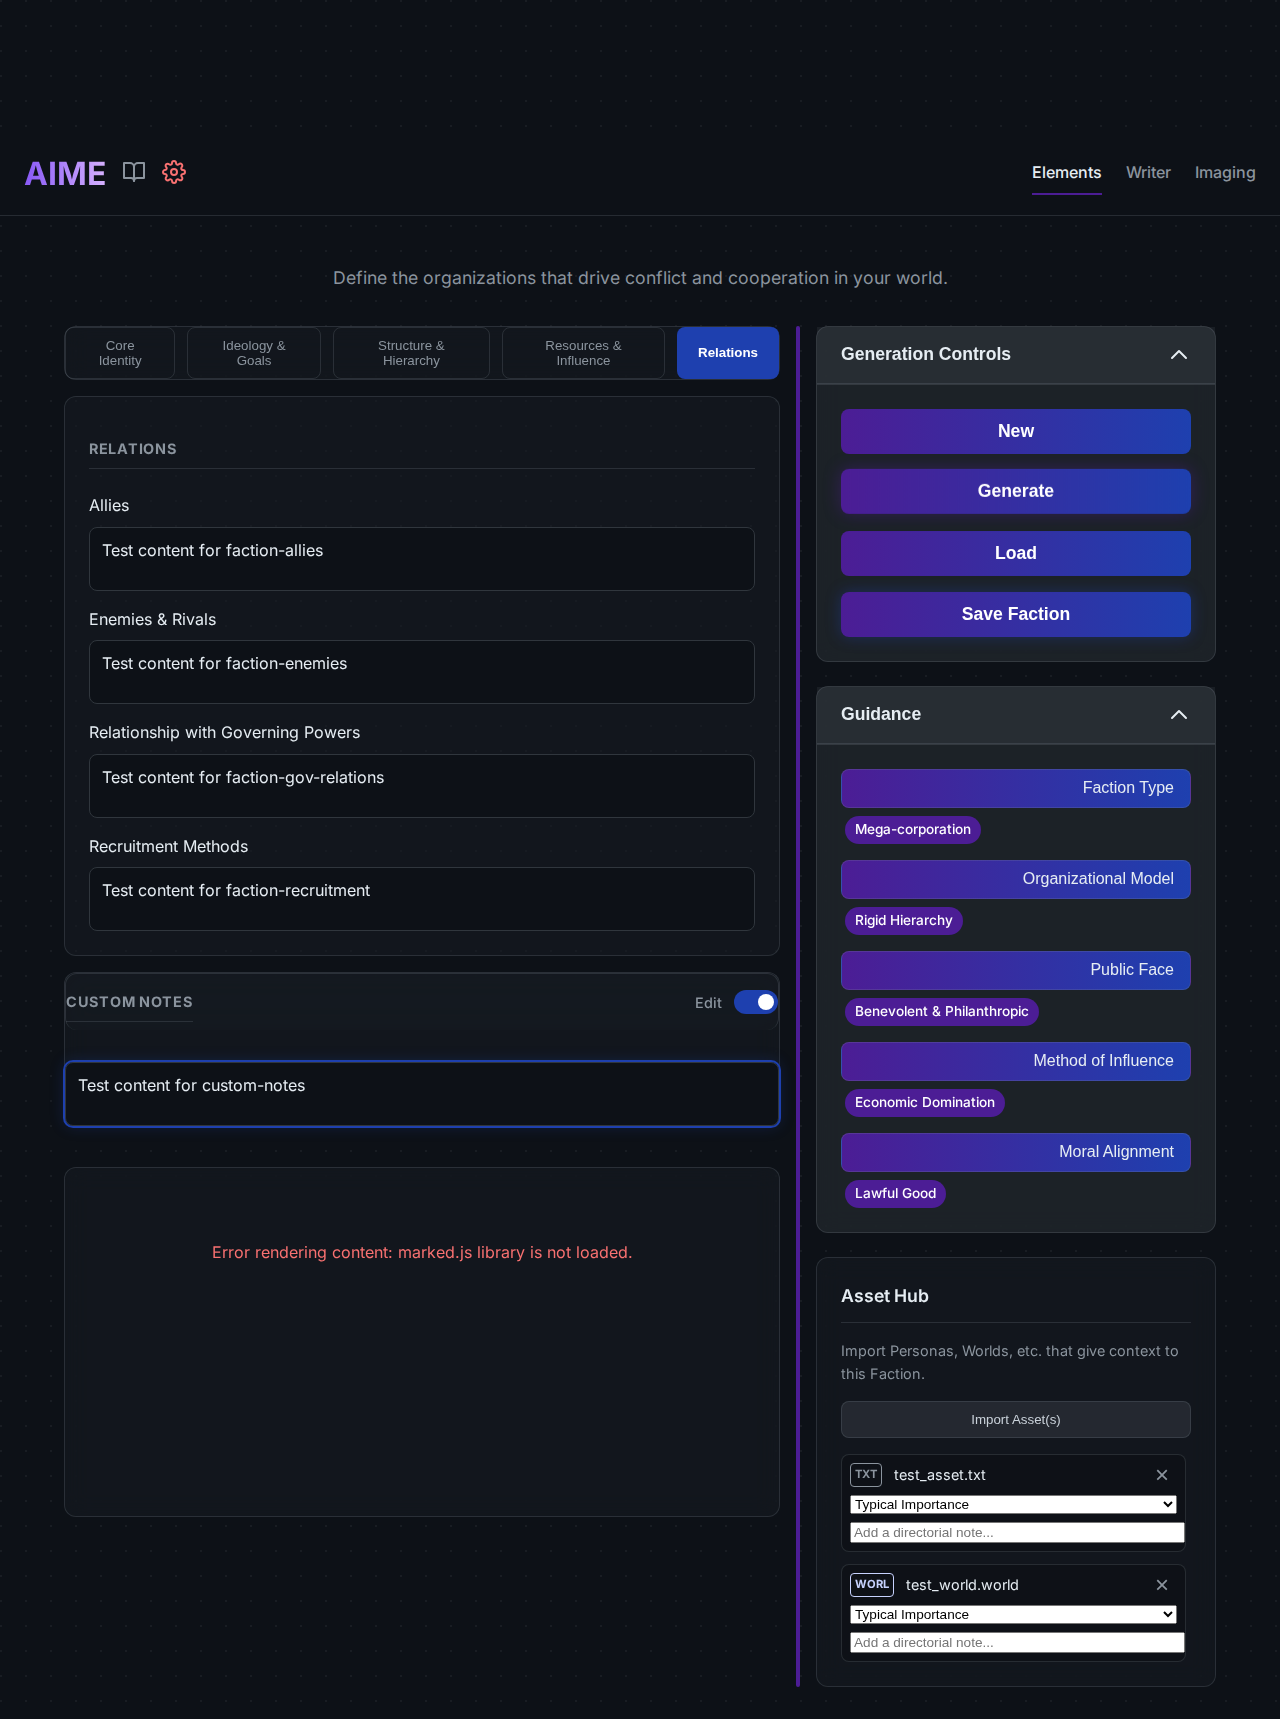 AIME
Elements
Writer
Imaging
Define the organizations that drive conflict and cooperation in your world.
Core
Identity
Ideology &
Goals
Structure &
Hierarchy
Resources &
Influence
Relations
RELATIONS
Allies
Test content for faction-allies
Enemies & Rivals
Test content for faction-enemies
Relationship with Governing Powers
Test content for faction-gov-relations
Recruitment Methods
Test content for faction-recruitment
CUSTOM NOTES
Edit
Test content for custom-notes
Error rendering content: marked.js library is not loaded.
Generation Controls
New
Generate
Load
Save Faction
Guidance
Faction Type
Mega-corporation
Organizational Model
Rigid Hierarchy
Public Face
Benevolent & Philanthropic
Method of Influence
Economic Domination
Moral Alignment
Lawful Good
Asset Hub
Import Personas, Worlds, etc. that give context to
this Faction.
Import Asset(s)
TXT
test_asset.txt
Typical Importance
Add a directorial note...
WORL
test_world.world
Typical Importance
Add a directorial note...